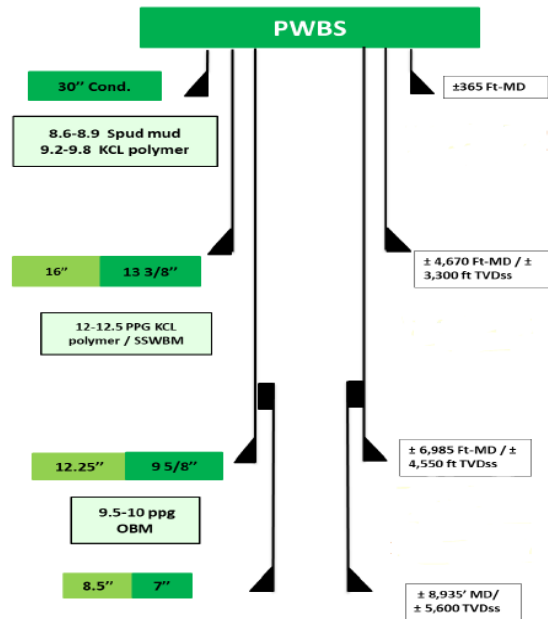 PWBS
30” Cond.
±365 Ft-MD
8.6-8.9 Spud mud
9.2-9.8 KCL polymer
16”
13 3/8”
± 4,670 Ft-MD / ±
3,300 ft TVDss
12-12.5 PPG KCL
polymer / SSWBM
12.25”
9 5/8”
± 6,985 Ft-MD / ±
4,550 ft TVDss
9.5-10 ppg
OBM
8.5”
7”
± 8,935’ MD/
± 5,600 TVDss